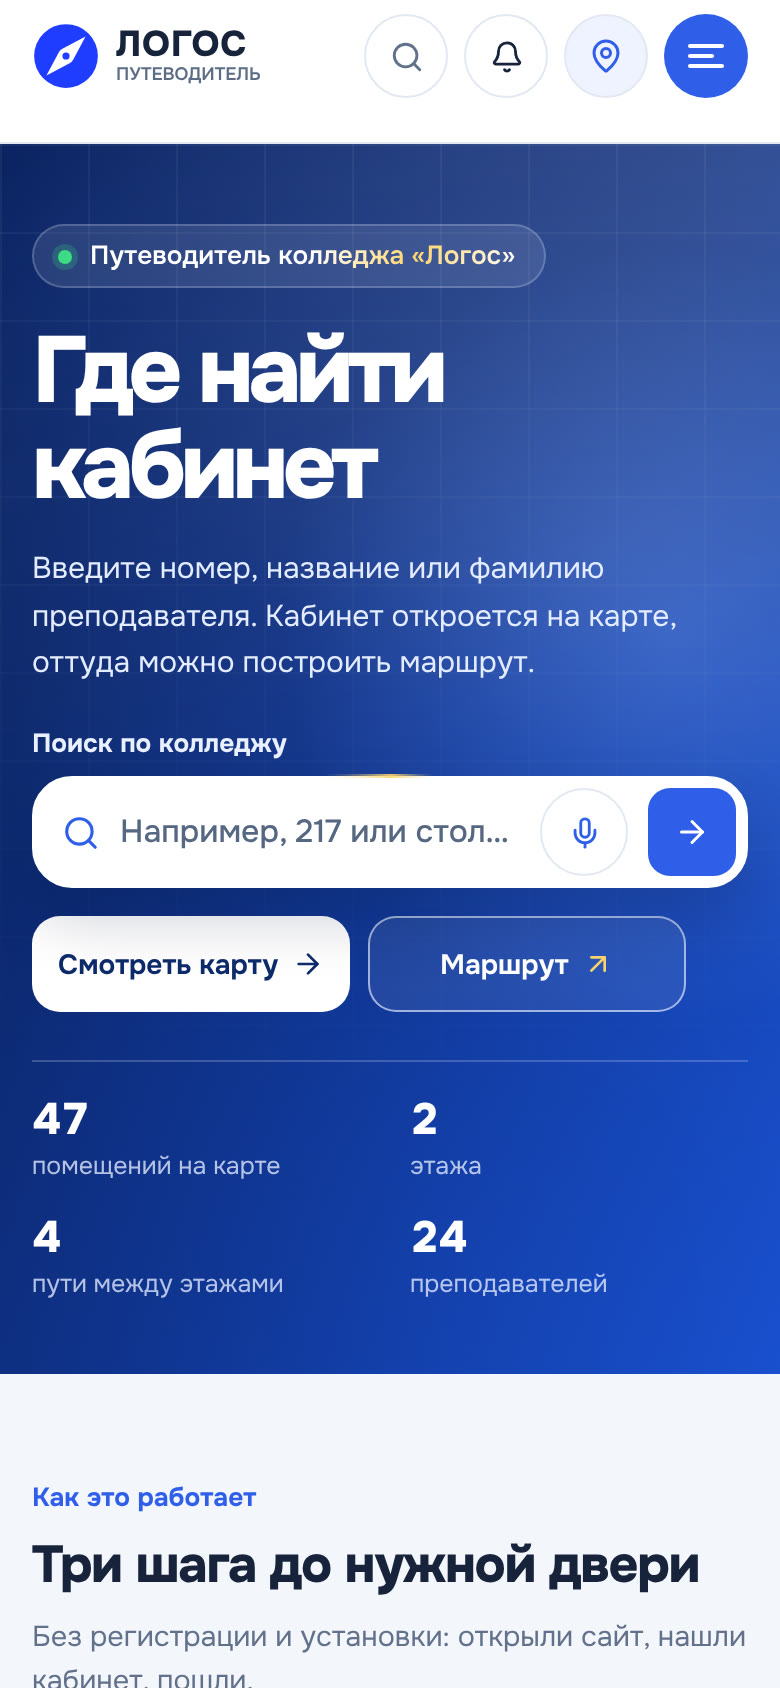 ЛОГОС
ПУТЕВОДИТЕЛЬ
Путеводитель колледжа «Логос»
Где найти
кабинет
Введите номер, название или фамилию
преподавателя. Кабинет откроется на карте,
оттуда можно построить маршрут.
Поиск по колледжу
Например, 217 или стол...
Смотреть карту
Маршрут
47
помещений на карте
2
этажа
4
пути между этажами
24
преподавателей
Как это работает
Три шага до нужной двери
Без регистрации и установки: открыли сайт, нашли
кабинет, пошли.